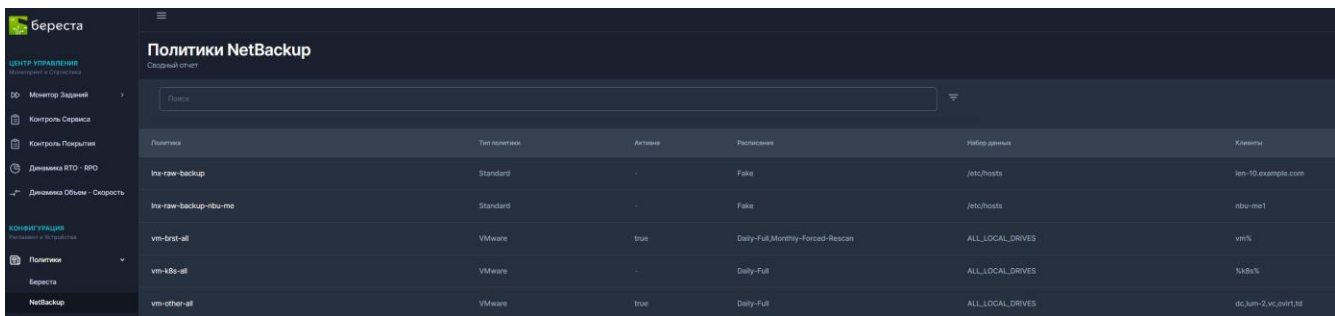 береста
Политики NetBackup
Сводный отчет
ЦЕНТР УПРАВЛЕНИЯ
Мониторинг и Статистика
Монитор Заданий
Контроль Сервиса
Контроль Покрытия
Динамика RTO - RPO
Динамика Объем - Скорость
КОНФИГУРАЦИЯ
Регламент и Устройства
Политики
Береста
NetBackup
Поиск
Политика Тип политики Активна Расписания Набор данных Клиенты
lnx-raw-backup Standard - Fake /etc/hosts len-10.example.com
lnx-raw-backup-nbu-me Standard - Fake /etc/hosts nbu-me1
vm-brst-all VMware true Daily-Full,Monthly-Forced-Rescan ALL_LOCAL_DRIVES vm%
vm-k8s-all VMware - Daily-Full ALL_LOCAL_DRIVES %k8s%
vm-other-all VMware true Daily-Full ALL_LOCAL_DRIVES dc,lum-2,vc,ovirt,td